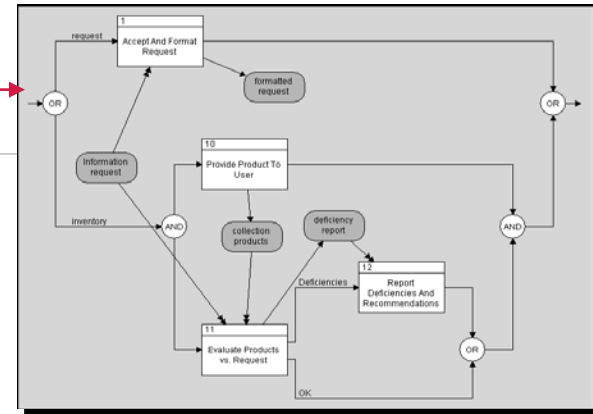 1
request
Accept And Format
Request
formatted
request
OR
OR
10
Information
request
Provide Product To
User
inventory
AND
collection
products
deficiency
report
AND
12
Deficiencies
Report
Deficiencies And
Recommendations
11
Evaluate Products
vs. Request
OR
OK